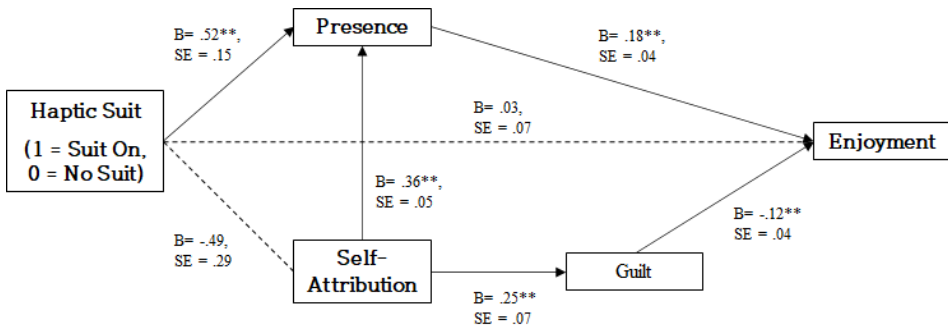 B= .52**,
SE = .15
Presence
B= .18**,
SE = .04
Haptic Suit
(1 = Suit On,
0 = No Suit)
B= .03,
SE = .07
Enjoyment
B= .36**,
SE = .05
B= -.49,
SE = .29
Self-
Attribution
B= .25**
SE = .07
Guilt
B= -.12**
SE = .04